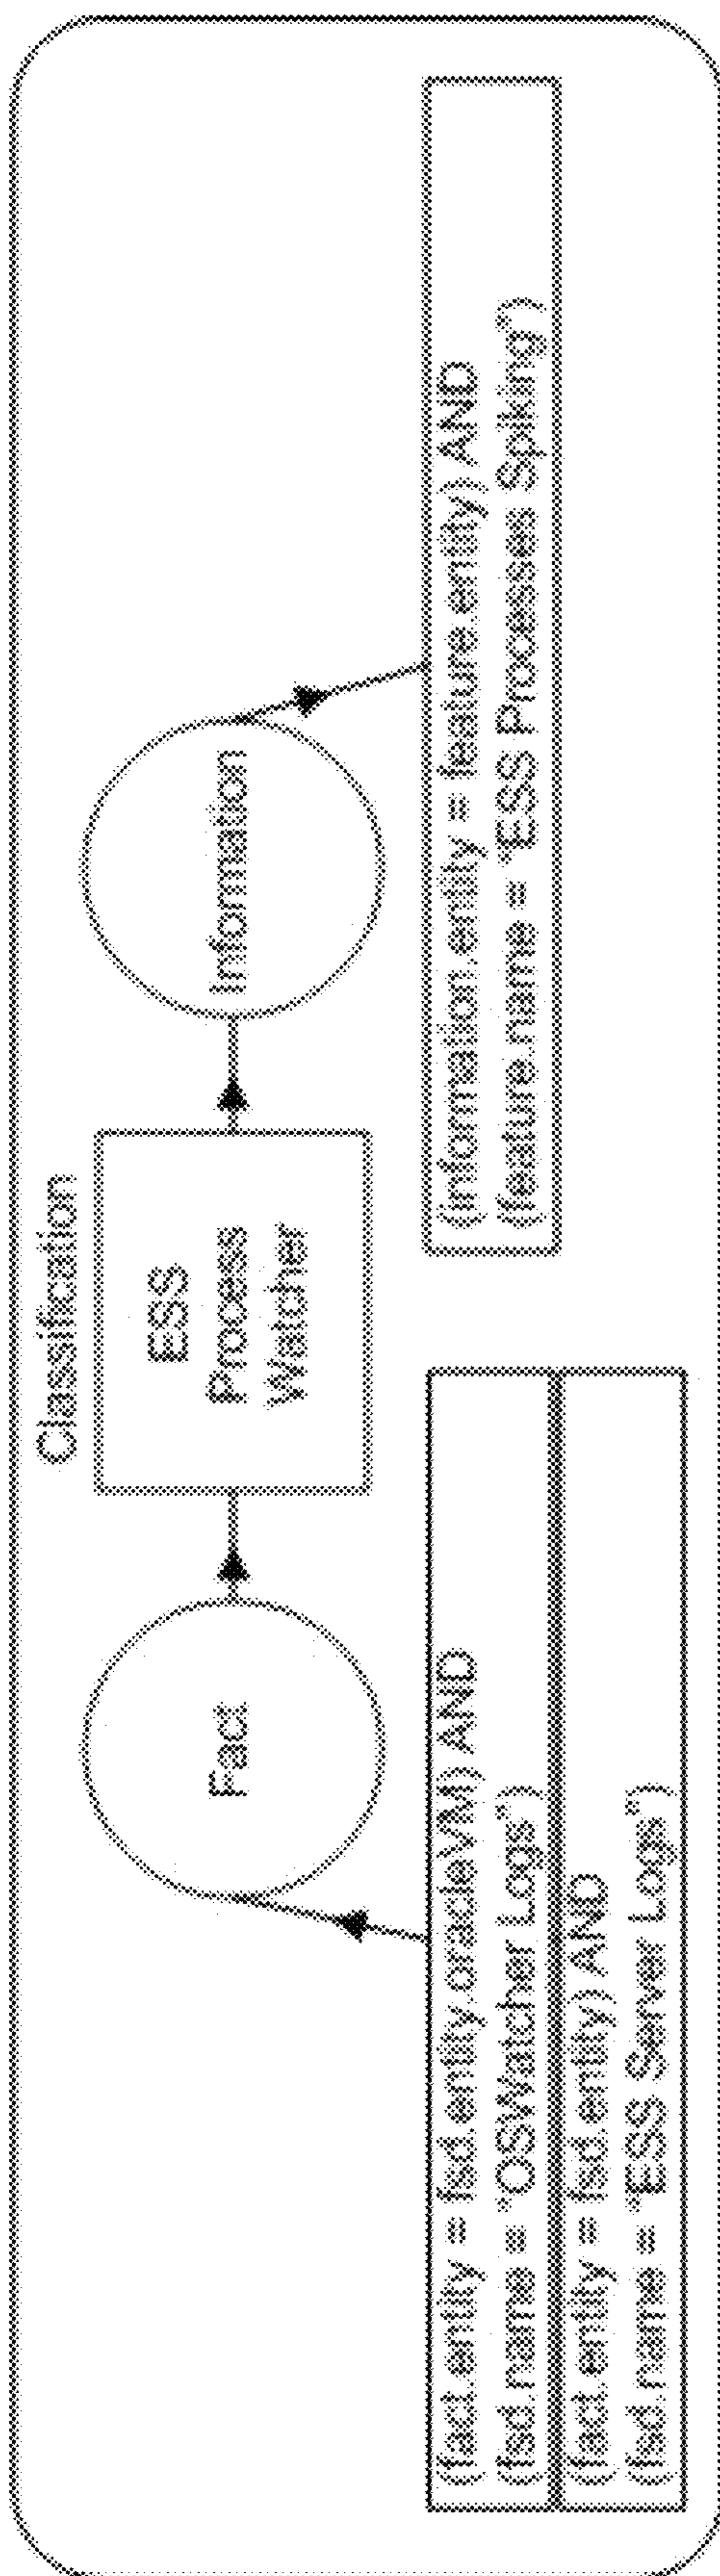 Classification
Fact
ESS
Process
Watcher
Information
(fact.entity = fsd.entity.oracleVM) AND
(fsd.name = "OSWatcher Logs")
(fact.entity = fsd.entity) AND
(fsd.name = "ESS Server Logs")
(information.entity = feature.entity) AND
(feature.name = "ESS Processes Spiking")